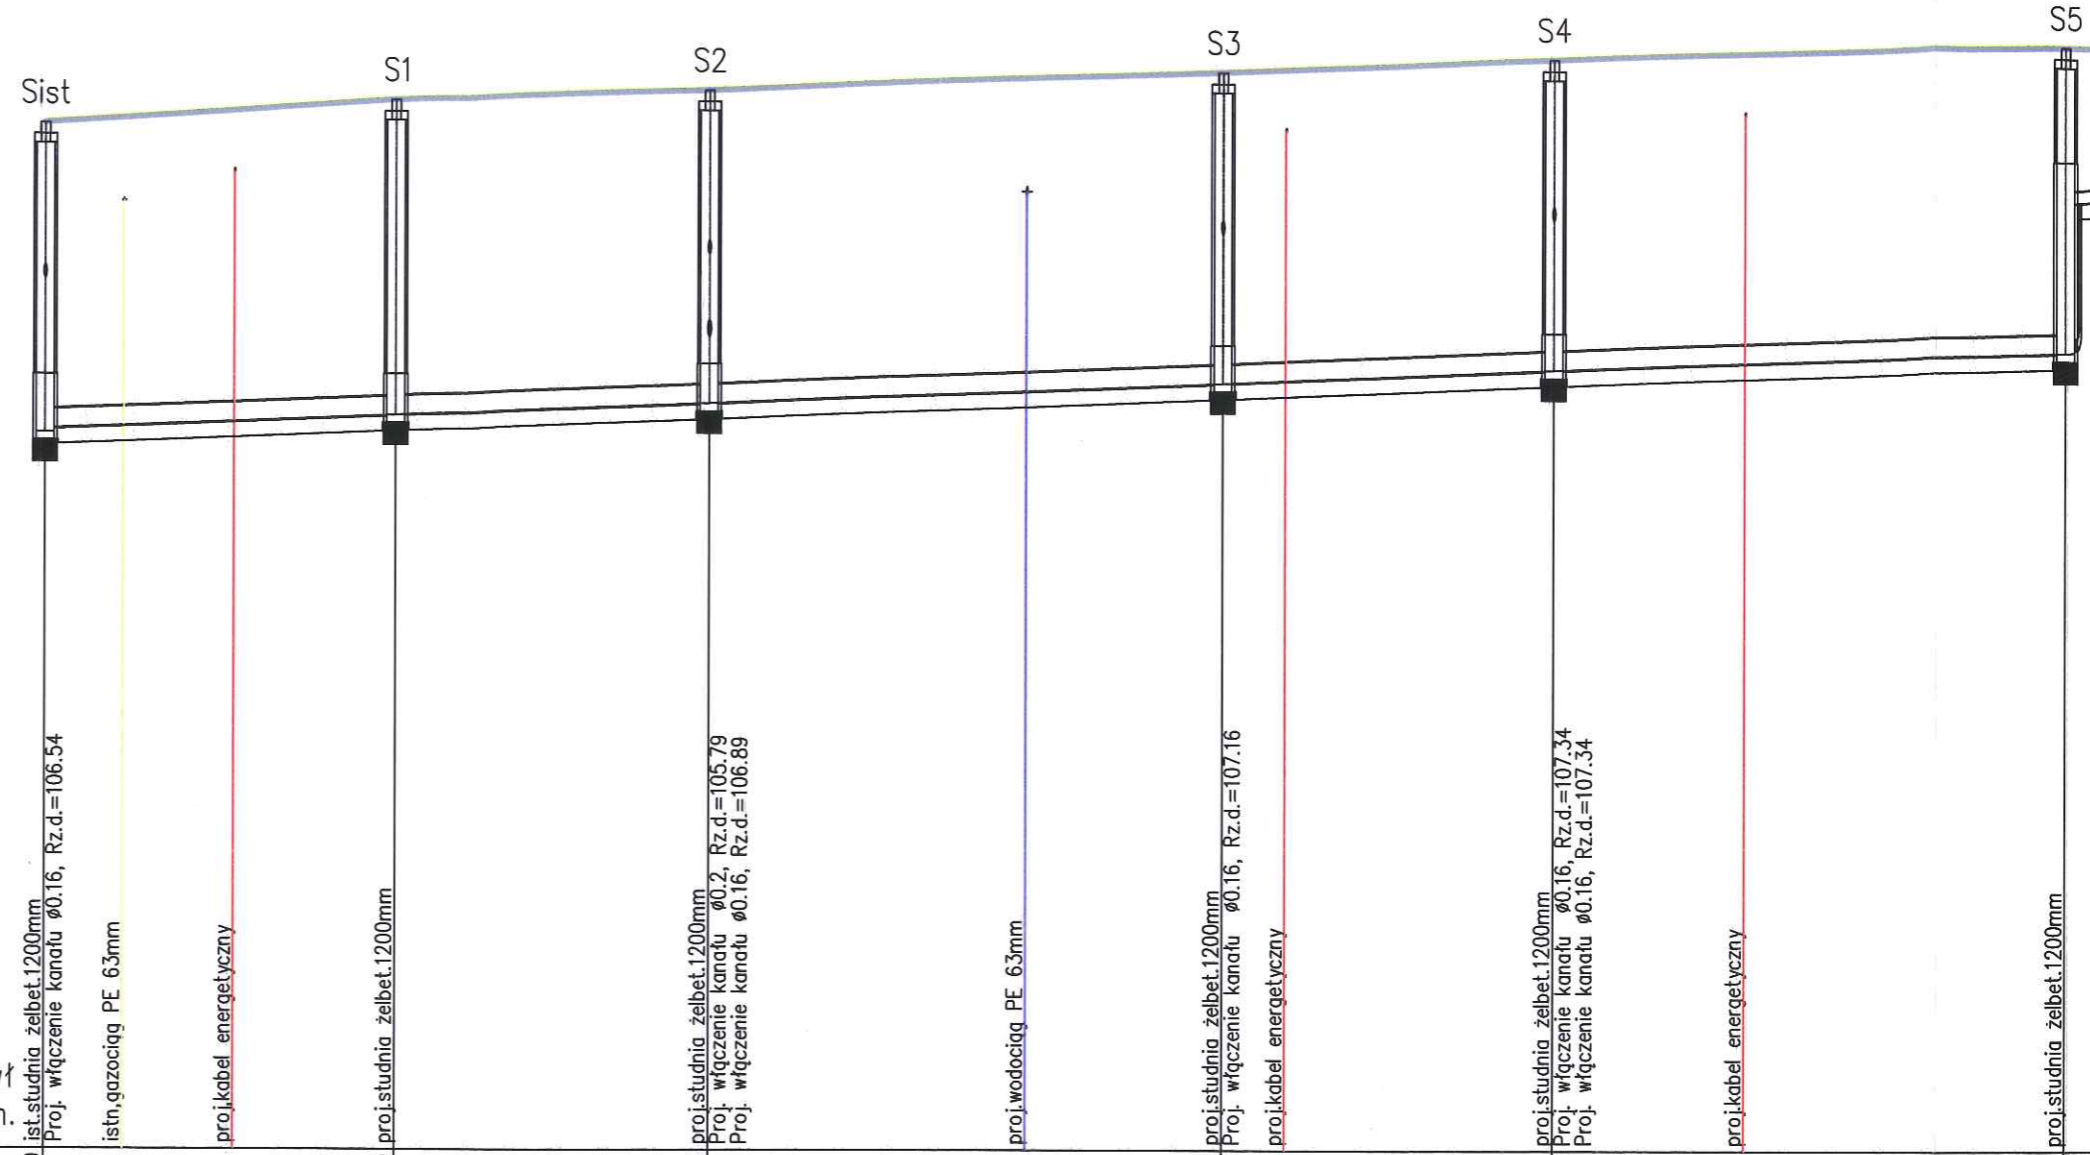 Sist
S1
S2
S3
S4
S5
ist.studnia żelbet.1200mm
Proj. włączenie kanału ø0.16, Rz.d.=106.54
istn,gazociąg PE 63mm
proj.kabel energetyczny
proj.studnia żelbet.1200mm
proj.studnia żelbet.1200mm
Proj. włączenie kanału ø0.2, Rz.d.=105.79
Proj. włączenie kanału ø0.16, Rz.d.=106.89
proj.wodociąg PE 63mm
proj.studnia żelbet.1200mm
Proj. włączenie kanału ø0.16, Rz.d.=107.16
proj.kabel energetyczny
proj.studnia żelbet.1200mm
Proj. włączenie kanału ø0.16, Rz.d.=107.34
Proj. włączenie kanału ø0.16, Rz.d.=107.34
proj.kabel energetyczny
proj.studnia żelbet.1200mm